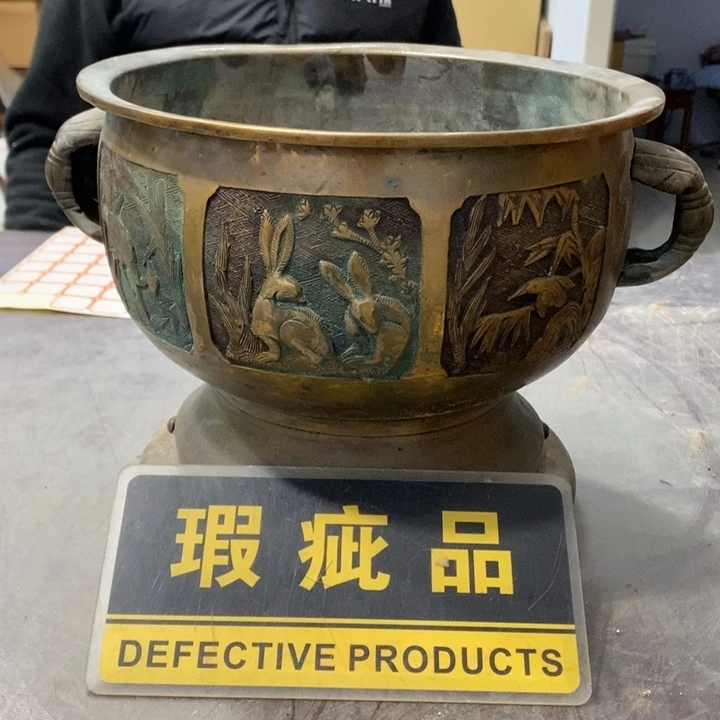 瑕疵品
DEFECTIVE PRODUCTS